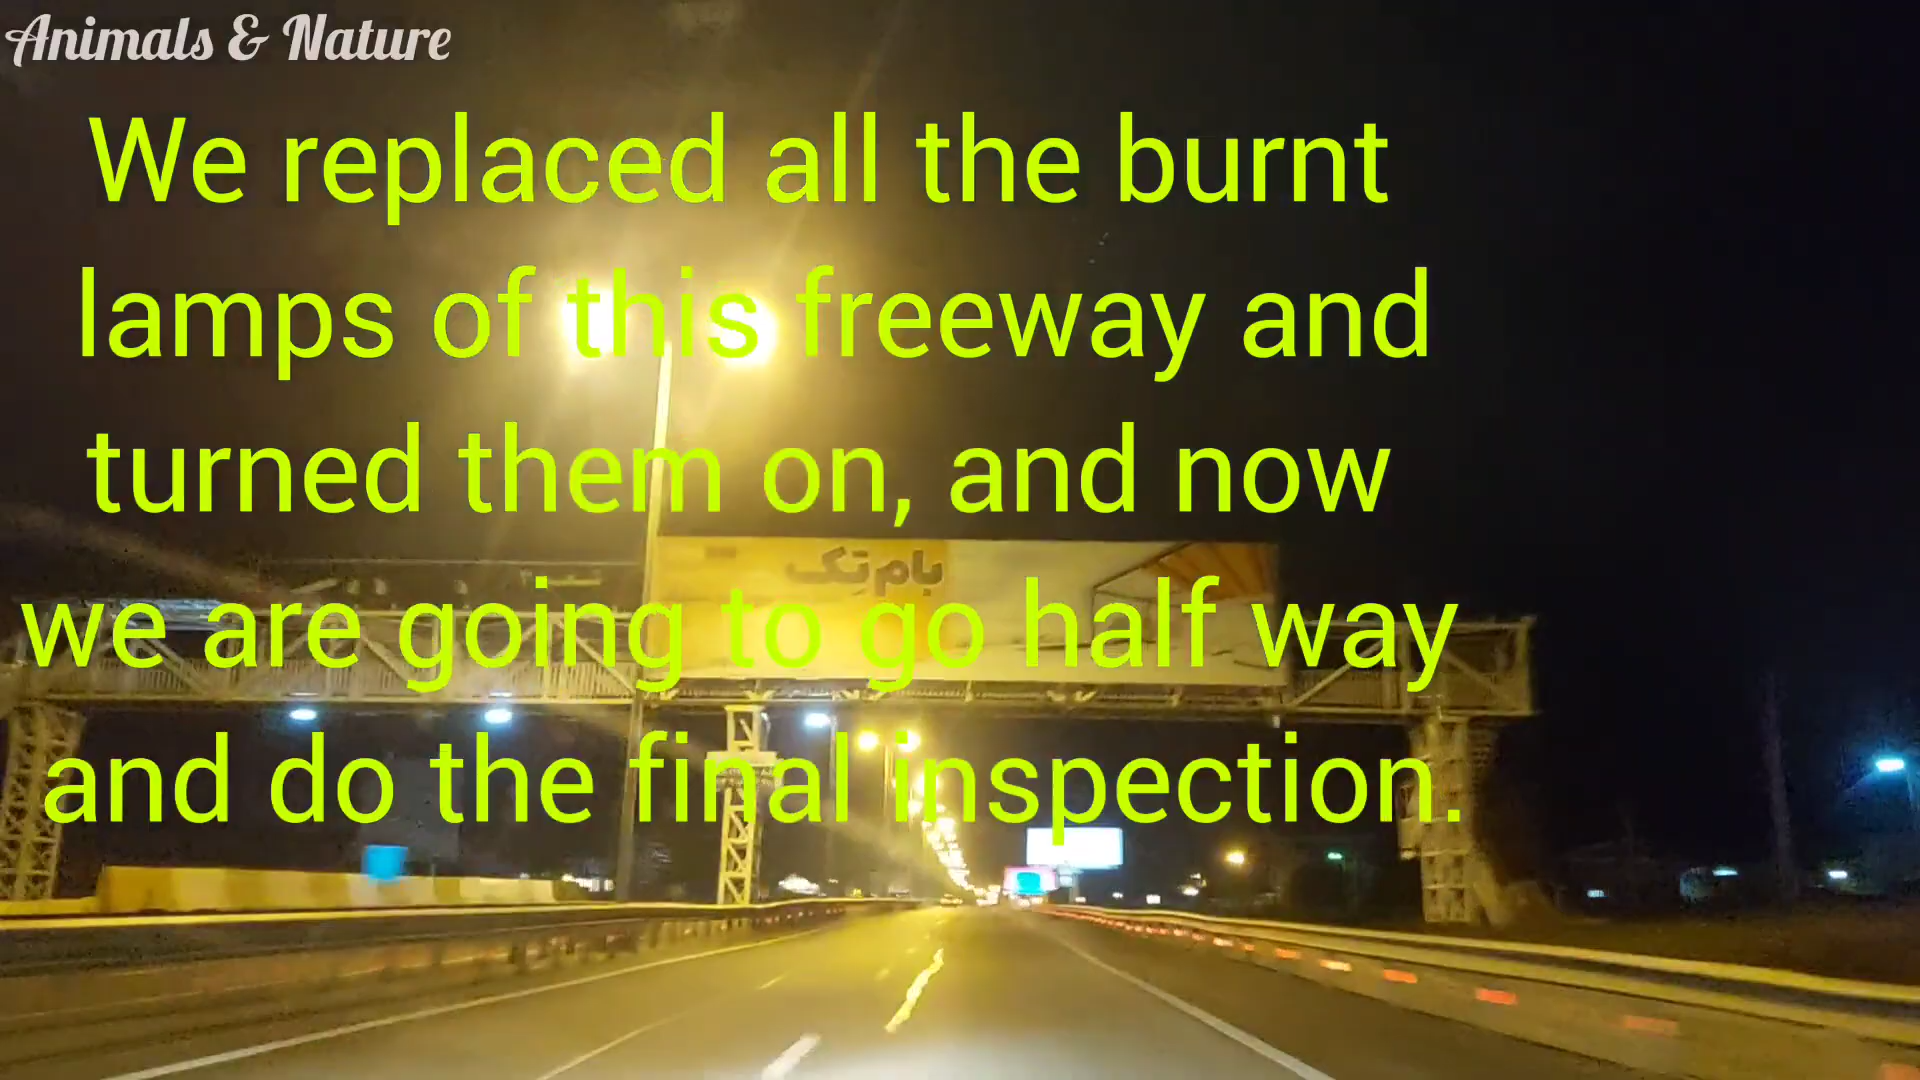 Animals & Nature
We replaced all the burnt
lamps of this freeway and
turned them on, and now
بام تک
we are going to go half way
and do the final inspection.